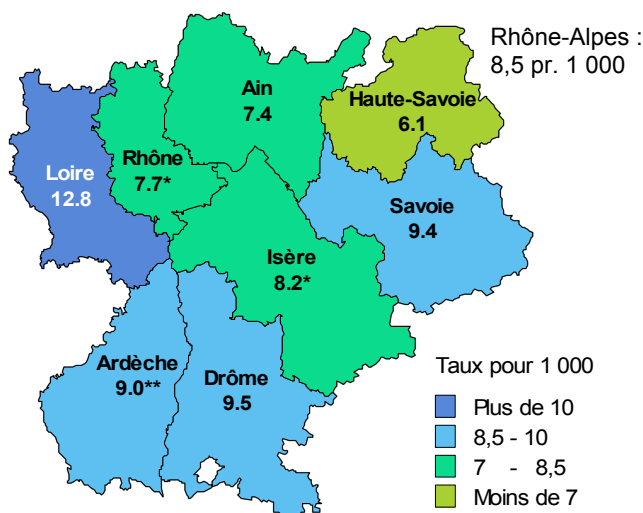 Rhône-Alpes :
8,5 pr. 1 000
Ain
7.4
Haute-Savoie
6.1
Rhône
7.7*
Loire
12.8
Savoie
9.4
Isère
8.2*
Ardèche
9.0**
Drôme
9.5
Taux pour 1 000
Plus de 10
8,5 - 10
7 - 8,5
Moins de 7